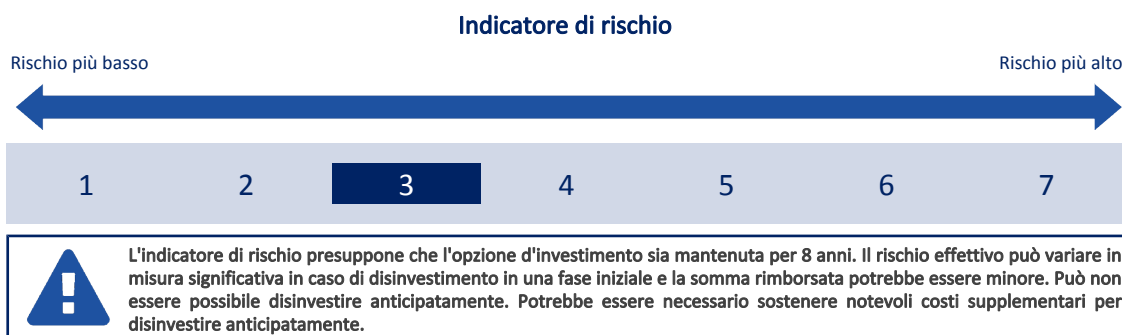 Indicatore di rischio
Rischio più basso
Rischio più alto
1 2 3 4 5 6 7
L'indicatore di rischio presuppone che l'opzione d'investimento sia mantenuta per 8 anni. Il rischio effettivo può variare in
misura significativa in caso di disinvestimento in una fase iniziale e la somma rimborsata potrebbe essere minore. Può non
essere possibile disinvestire anticipatamente. Potrebbe essere necessario sostenere notevoli costi supplementari per
disinvestire anticipatamente.